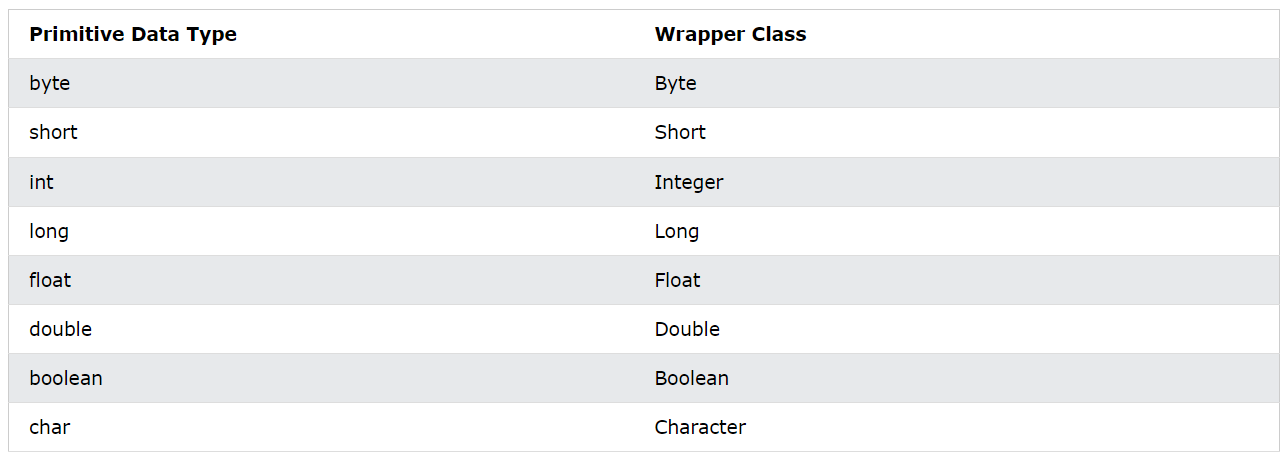 Primitive Data Type Wrapper Class
byte Byte
short Short
int Integer
long Long
float Float
double Double
boolean Boolean
char Character